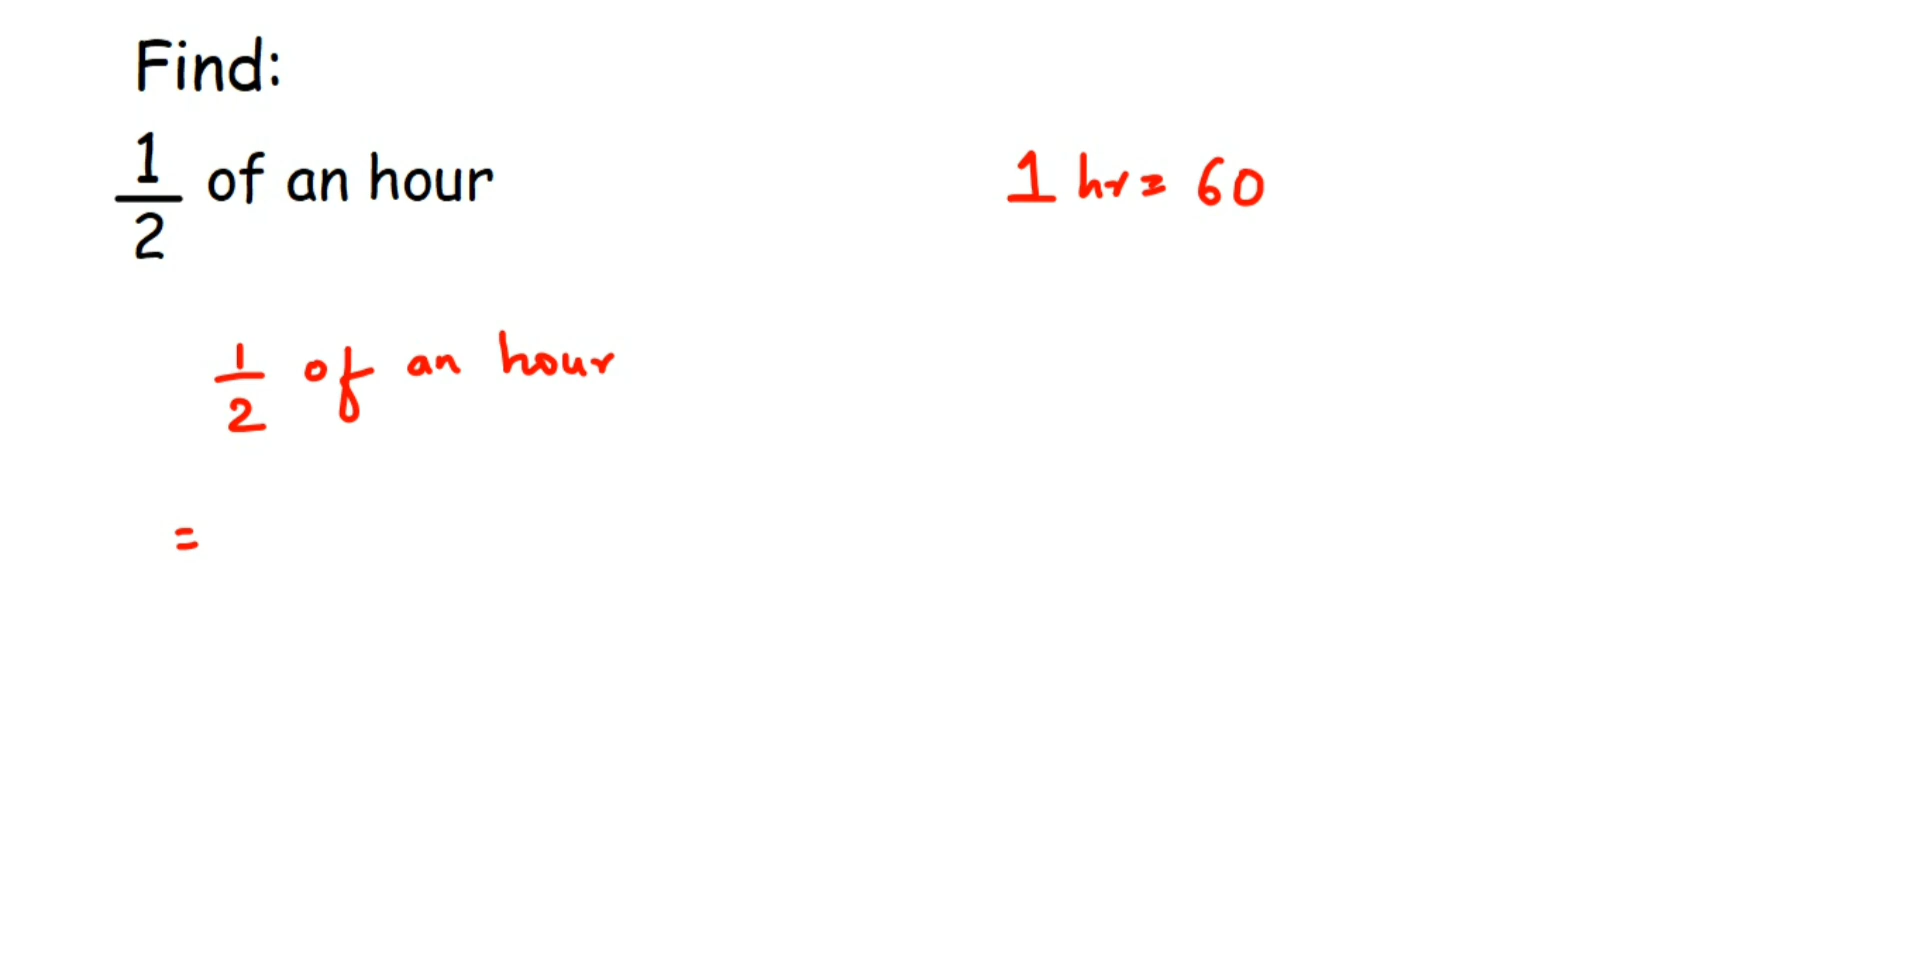 Find:
1/2 of an hour
1 hr = 60
1/2 of an hour
=